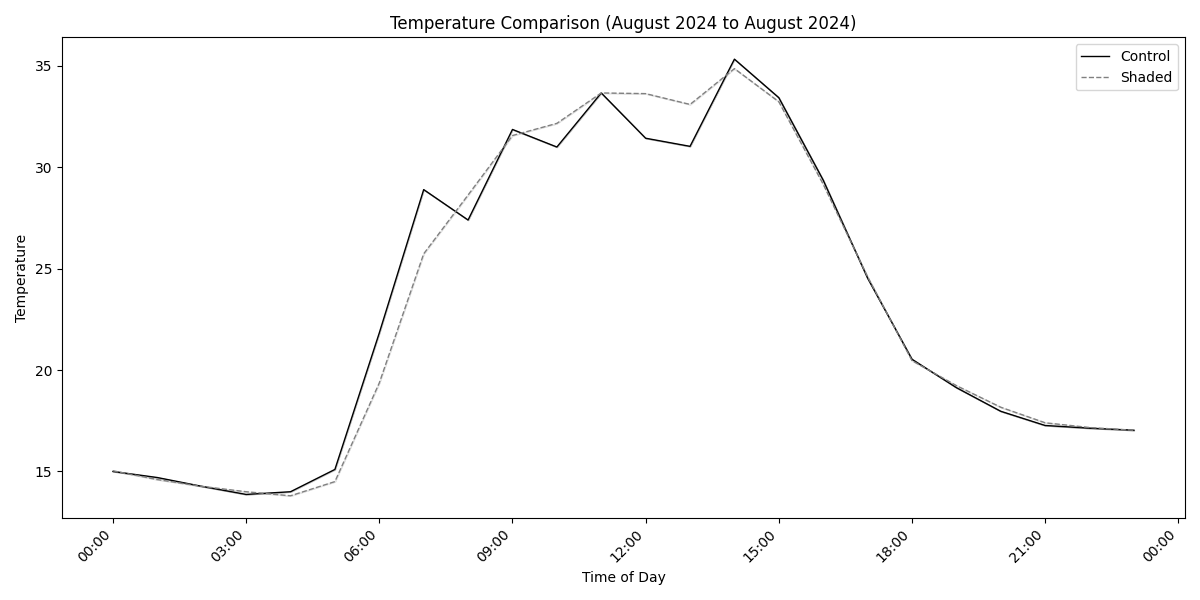 Temperature Comparison (August 2024 to August 2024)
Control
Shaded
35
30
25
20
15
Temperature
00:00
03:00
06:00
09:00
12:00
15:00
18:00
21:00
00:00
Time of Day